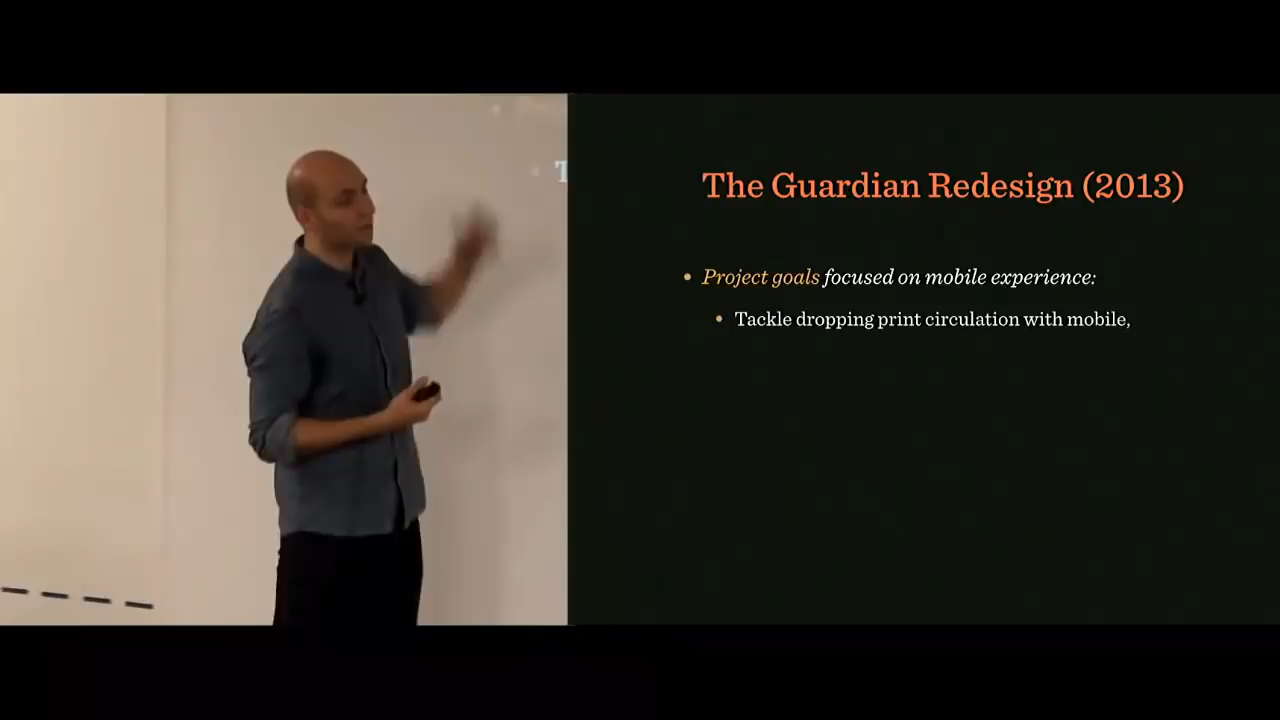 The Guardian Redesign (2013)
• Project goals focused on mobile experience:
• Tackle dropping print circulation with mobile,